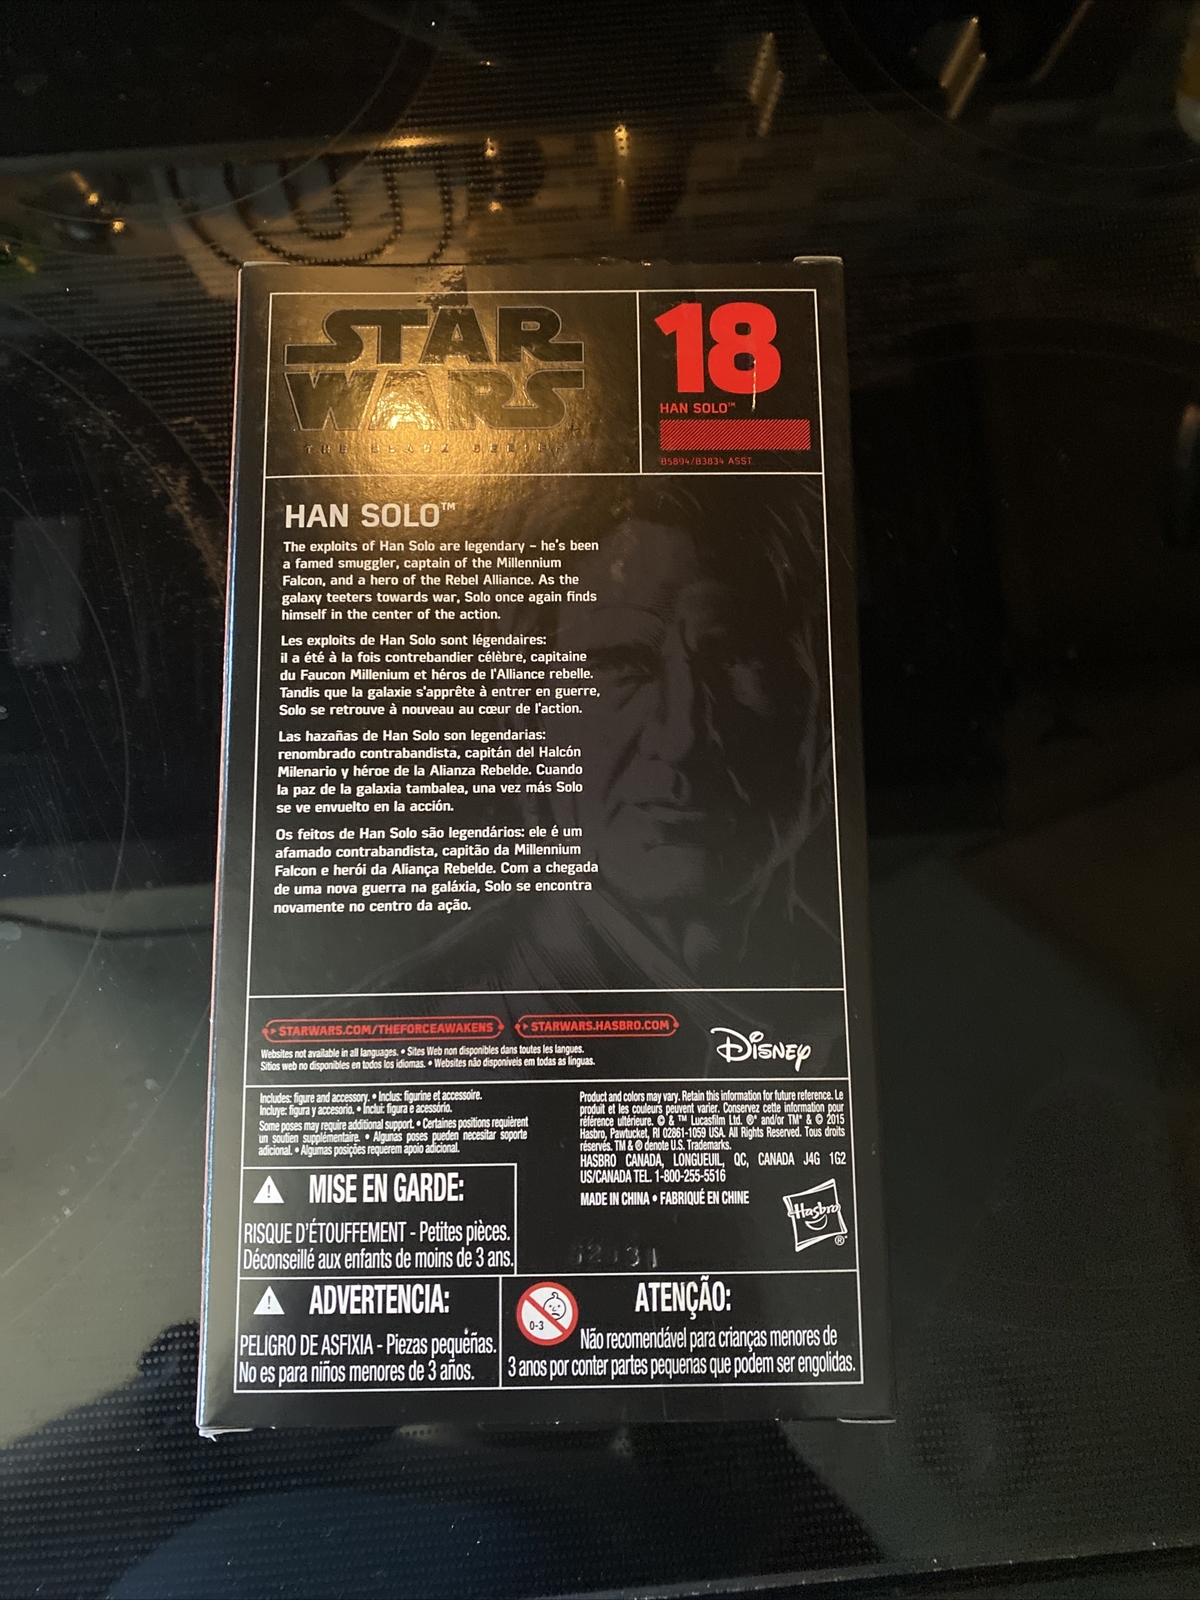 STAR
WARS
THE BLACK SERIES
18
HAN SOLO™
B5894/B3834 ASST.
HAN SOLO™
The exploits of Han Solo are legendary – he's been
a famed smuggler, captain of the Millennium
Falcon, and a hero of the Rebel Alliance. As the
galaxy teeters towards war, Solo once again finds
himself in the center of the action.
Les exploits de Han Solo sont légendaires:
il a été à la fois contrebandier célèbre, capitaine
du Faucon Millenium et héros de l'Alliance rebelle.
Tandis que la galaxie s'apprête à entrer en guerre,
Solo se retrouve à nouveau au cœur de l'action.
Las hazañas de Han Solo son legendarias:
renombrado contrabandista, capitán del Halcón
Milenario y héroe de la Alianza Rebelde. Cuando
la paz de la galaxia tambalea, una vez más Solo
se ve envuelto en la acción.
Os feitos de Han Solo são legendários: ele é um
afamado contrabandista, capitão da Millennium
Falcon e herói da Aliança Rebelde. Com a chegada
de uma nova guerra na galáxia, Solo se encontra
novamente no centro da ação.
STARWARS.COM/THEFORCEAWAKENS
STARWARS.HASBRO.COM
Websites not available in all languages. • Sites Web non disponibles dans toutes les langues.
Sitios web no disponibles en todos los idiomas. • Websites não disponíveis em todas as línguas.
Disney
Includes: figure and accessory. • Inclus: figurine et accessoire.
Incluye: figura y accesorio. • Inclui: figura e acessório.
Some poses may require additional support. • Certaines positions requièrent
un soutien supplémentaire. • Algunas poses pueden necesitar soporte
adicional. • Algumas posições requerem apoio adicional.
Product and colors may vary. Retain this information for future reference. Le
produit et les couleurs peuvent varier. Conservez cette information pour
référence ultérieure. © & ™ Lucasfilm Ltd. ®* and/or TM* & © 2015
Hasbro, Pawtucket, RI 02861-1059 USA. All Rights Reserved. Tous droits
réservés. TM & ® denote U.S. Trademarks.
HASBRO CANADA, LONGUEUIL, QC, CANADA J4G 1G2
US/CANADA TEL. 1-800-255-5516
MADE IN CHINA • FABRIQUÉ EN CHINE
Hasbro
®
MISE EN GARDE:
RISQUE D'ÉTOUFFEMENT - Petites pièces.
Déconseillé aux enfants de moins de 3 ans.
ADVERTENCIA:
PELIGRO DE ASFIXIA - Piezas pequeñas.
No es para niños menores de 3 años.
0-3
ATENÇÃO:
Não recomendável para crianças menores de
3 anos por conter partes pequenas que podem ser engolidas.